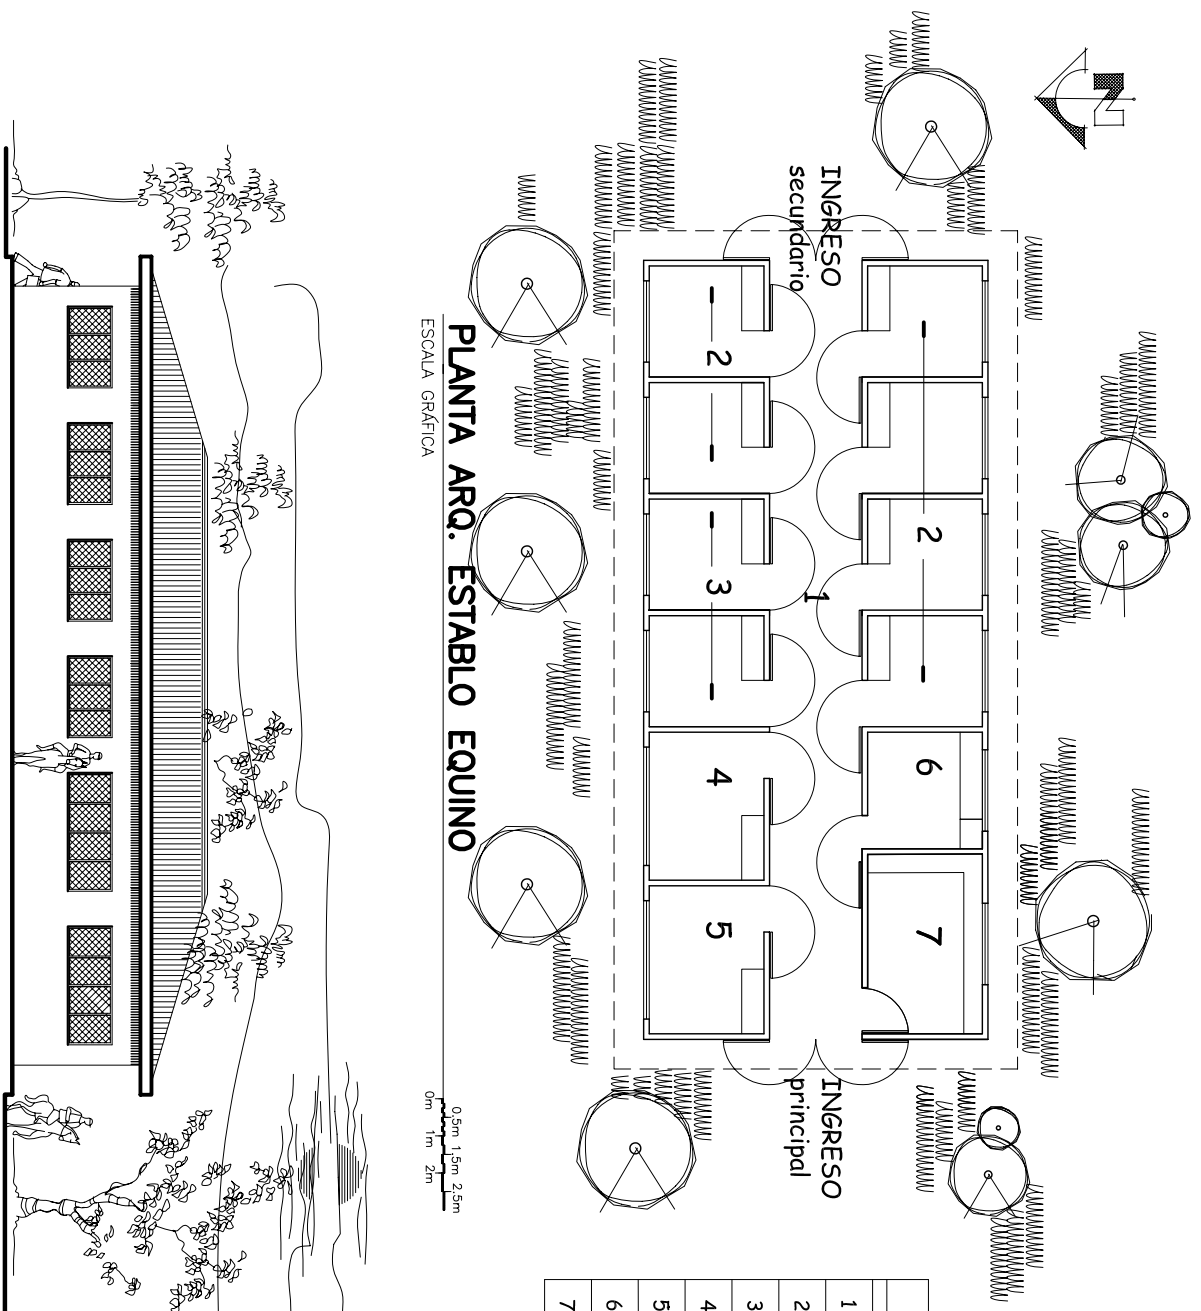 N
INGRESO
secundario
INGRESO
principal
2
6
7
1
2
3
4
5
PLANTA ARQ. ESTABLO EQUINO
ESCALA GRÁFICA
0m 0,5m 1m 1,5m 2m 2,5m
1
2
3
4
5
6
7